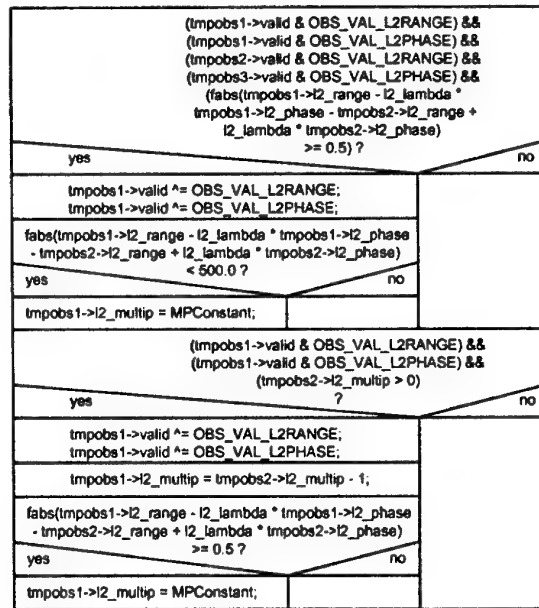 (tmpobs1->valid & OBS_VAL_L2RANGE) &&
(tmpobs1->valid & OBS_VAL_L2PHASE) &&
(tmpobs2->valid & OBS_VAL_L2RANGE) &&
(tmpobs3->valid & OBS_VAL_L2PHASE) &&
(fabs(tmpobs1->l2_range - l2_lambda *
tmpobs1->l2_phase - tmpobs2->l2_range +
l2_lambda * tmpobs2->l2_phase)
>= 0.5) ?
yes no
tmpobs1->valid ^= OBS_VAL_L2RANGE;
tmpobs1->valid ^= OBS_VAL_L2PHASE;
fabs(tmpobs1->l2_range - l2_lambda * tmpobs1->l2_phase
- tmpobs2->l2_range + l2_lambda * tmpobs2->l2_phase)
< 500.0 ?
yes no
tmpobs1->l2_multip = MPConstant;
(tmpobs1->valid & OBS_VAL_L2RANGE) &&
(tmpobs1->valid & OBS_VAL_L2PHASE) &&
(tmpobs2->l2_multip > 0)
?
yes no
tmpobs1->valid ^= OBS_VAL_L2RANGE;
tmpobs1->valid ^= OBS_VAL_L2PHASE;
tmpobs1->l2_multip = tmpobs2->l2_multip - 1;
fabs(tmpobs1->l2_range - l2_lambda * tmpobs1->l2_phase
- tmpobs2->l2_range + l2_lambda * tmpobs2->l2_phase)
>= 0.5 ?
yes no
tmpobs1->l2_multip = MPConstant;